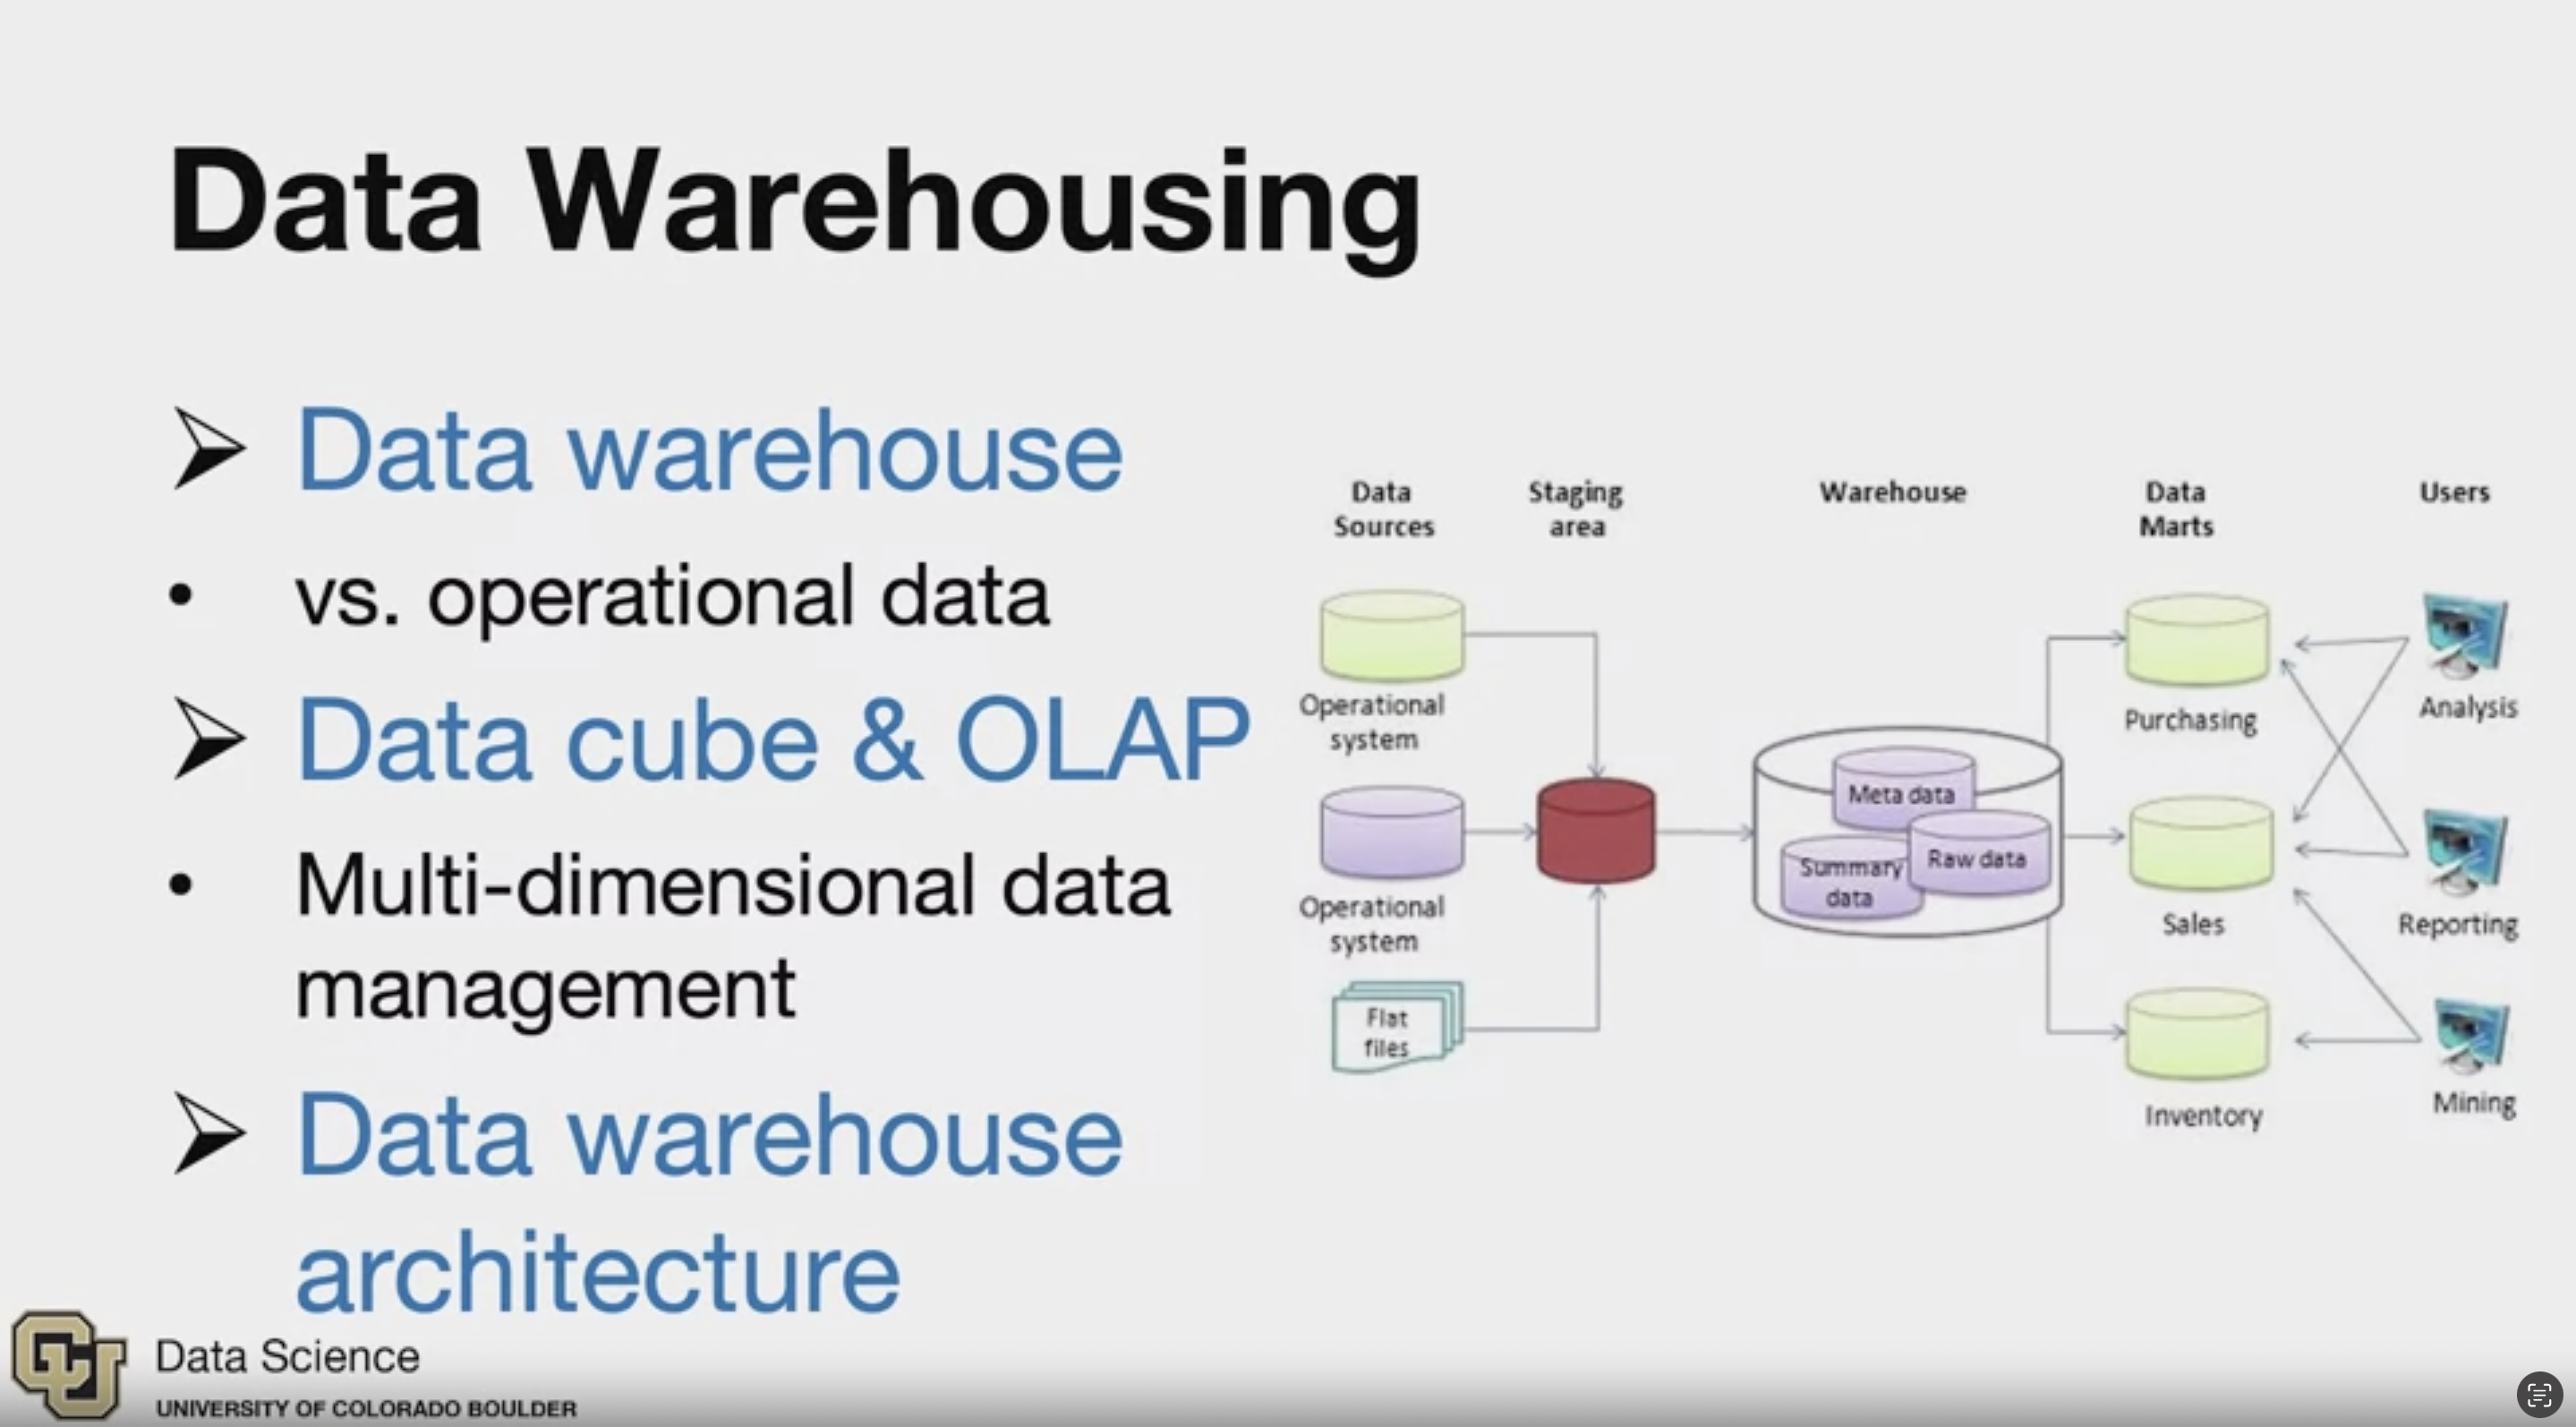 Data Warehousing
Data warehouse
vs. operational data
Data cube & OLAP
Multi-dimensional data
management
Data warehouse
architecture
Data
Sources
Staging
area
Warehouse
Data
Marts
Users
Operational
system
Operational
system
Flat
files
Meta data
Summary
data
Raw data
Purchasing
Sales
Inventory
Analysis
Reporting
Mining
CU
Data Science
UNIVERSITY OF COLORADO BOULDER